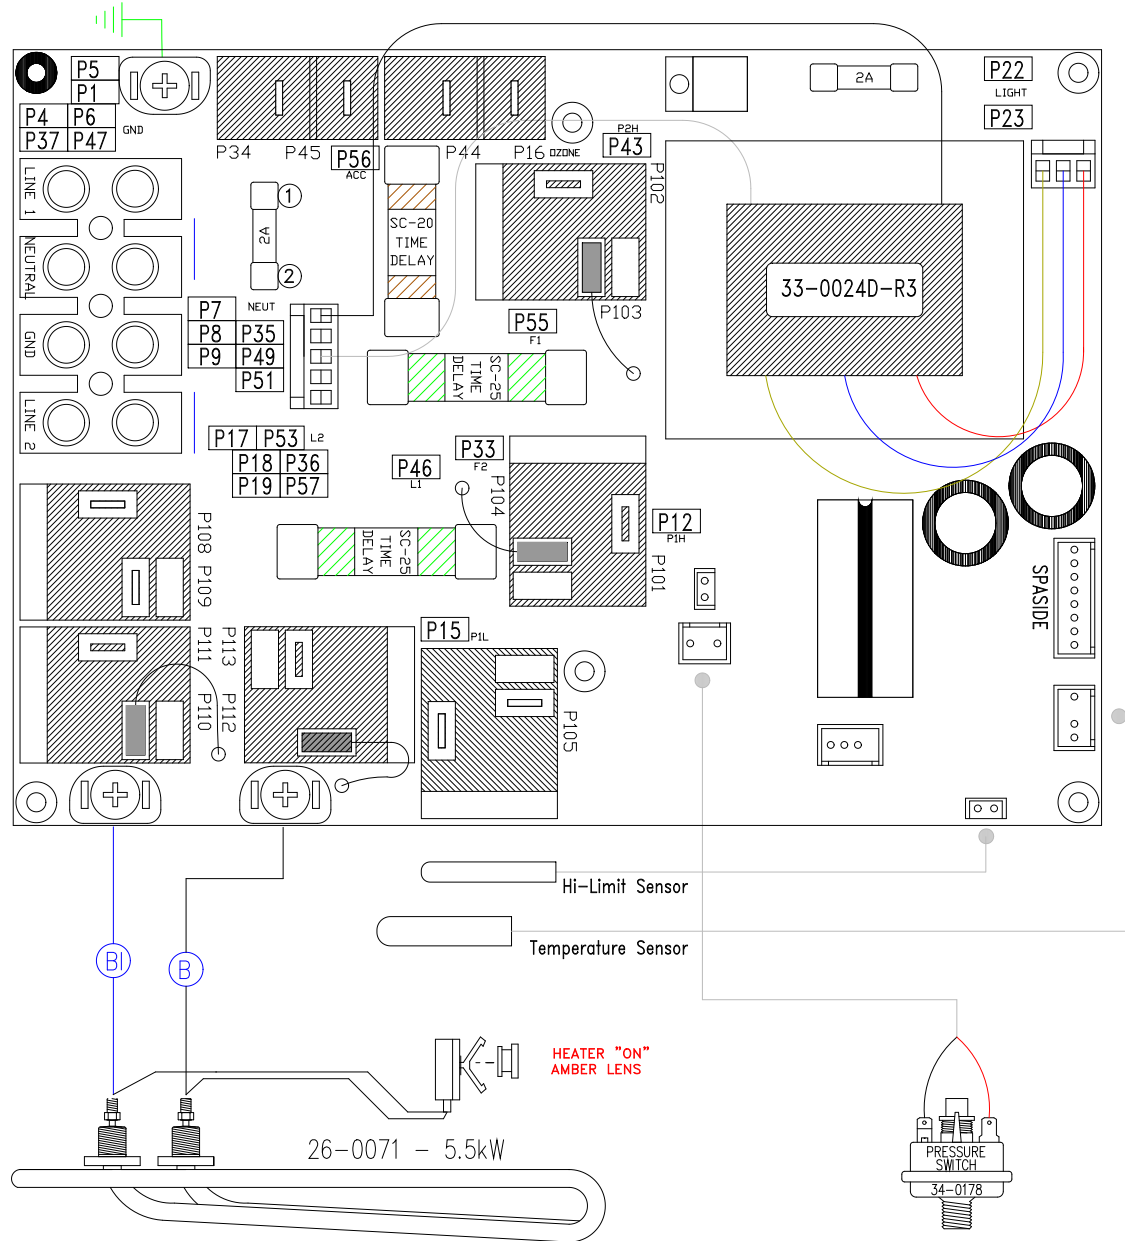 P5
P1
P4 P6
P37 P47
GND
P34
P45
P56
ACC
P44
P16
OZONE
P2H
P43
P102
2A
P22
LIGHT
P23
LINE 1
NEUTRAL
GND
LINE 2
1
2A
2
NEUT
SC-20
TIME
DELAY
P103
33-0024D-R3
P7
P8 P35
P9 P49
P51
P55
F1
SC-25
TIME
DELAY
P17 P53 L2
P18 P36
P19 P57
P46
L1
P33
F2
P104
P12
P1H
P101
SC-25
TIME
DELAY
P108
P109
P111
P110
P113
P112
P15 P1L
P105
SPASIDE
Hi-Limit Sensor
Temperature Sensor
Bl
B
HEATER "ON"
AMBER LENS
26-0071 - 5.5kW
PRESSURE
SWITCH
34-0178